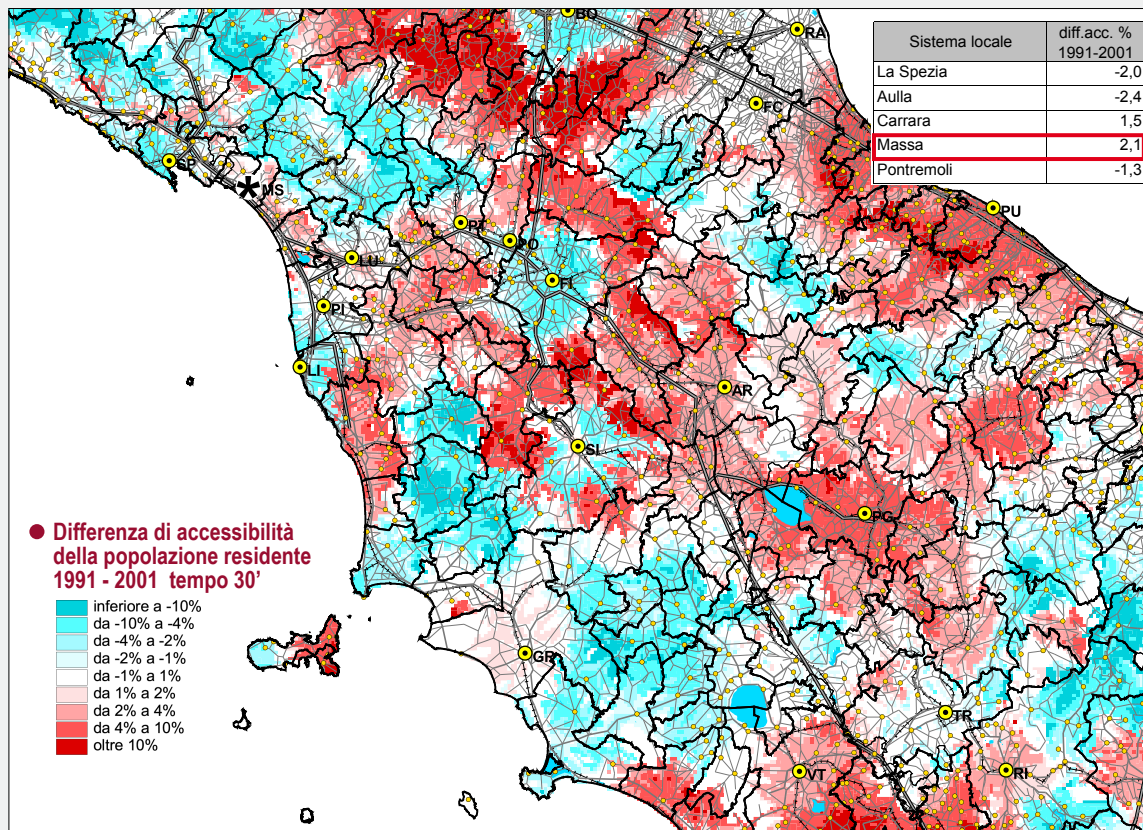 Sistema locale diff.acc. % 1991-2001
La Spezia -2,0
Aulla -2,4
Carrara 1,5
Massa 2,1
Pontremoli -1,3
BO
RA
FC
SP
MS
PU
PT
PO
LU
FI
PI
LI
AR
SI
PG
GR
TR
VT
RI
Differenza di accessibilità
della popolazione residente
1991 - 2001 tempo 30’
inferiore a -10%
da -10% a -4%
da -4% a -2%
da -2% a -1%
da -1% a 1%
da 1% a 2%
da 2% a 4%
da 4% a 10%
oltre 10%